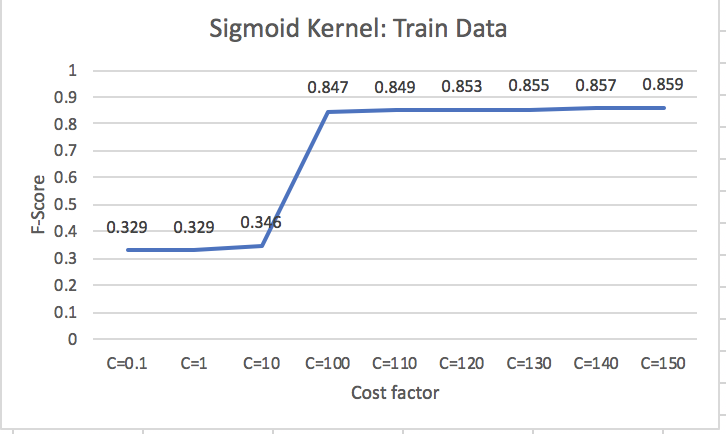 Sigmoid Kernel: Train Data
1
0.9
0.8
0.7
0.6
0.5
0.4
0.3
0.2
0.1
0
F-Score
0.329 0.329 0.346 0.847 0.849 0.853 0.855 0.857 0.859
C=0.1 C=1 C=10 C=100 C=110 C=120 C=130 C=140 C=150
Cost factor